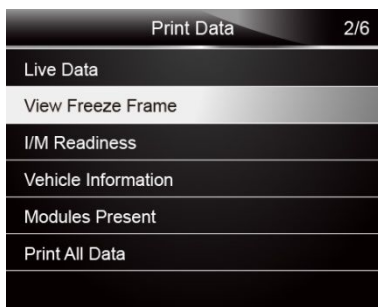 Print Data 2/6
Live Data
View Freeze Frame
I/M Readiness
Vehicle Information
Modules Present
Print All Data